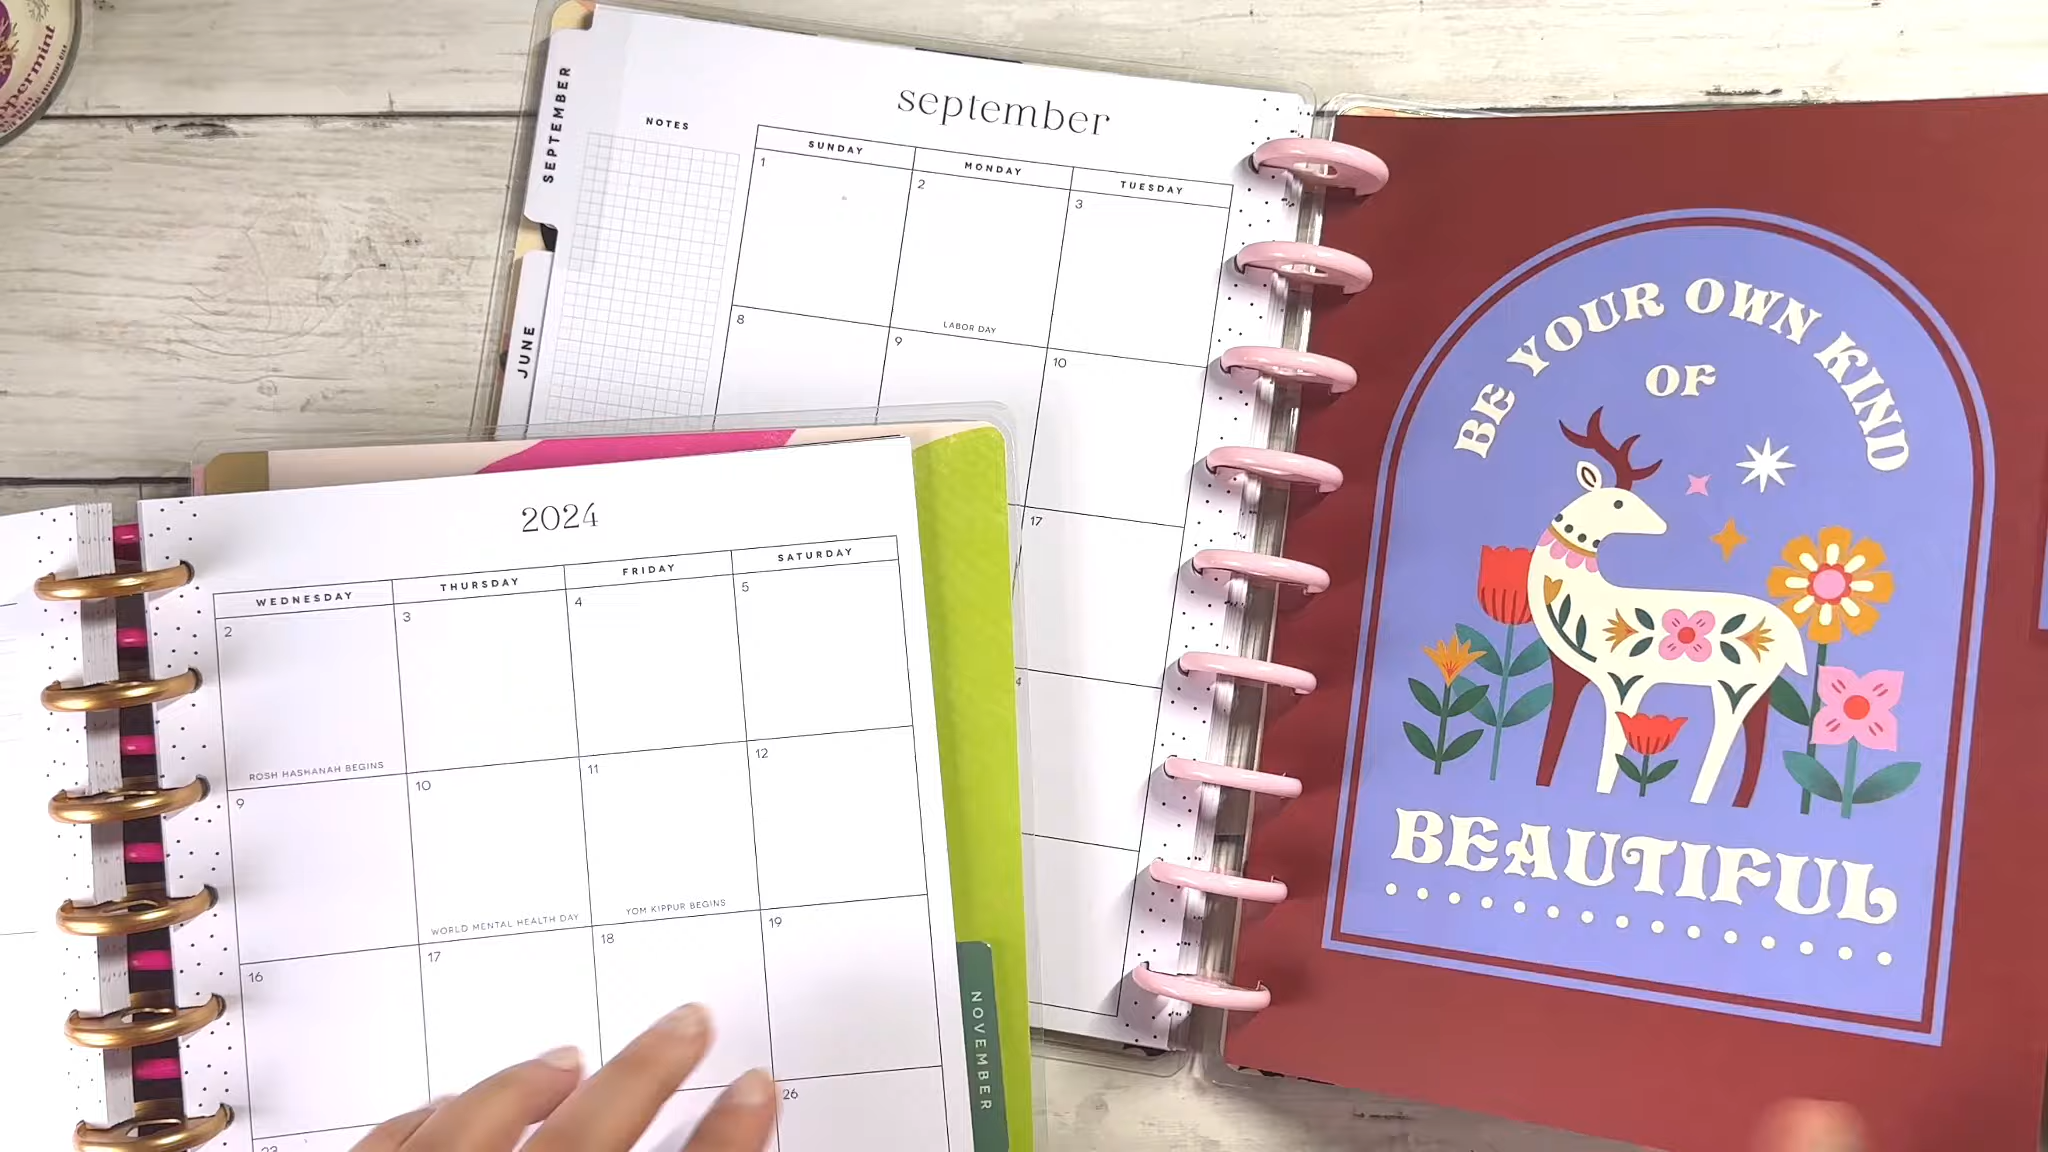 SEPTEMBER
JUNE
NOTES
september
SUNDAY MONDAY TUESDAY
1 2 3
LABOR DAY
8 9 10
17
4
BE YOUR OWN KIND
OF
BEAUTIFUL
2024
WEDNESDAY THURSDAY FRIDAY SATURDAY
2 3 4 5
ROSH HASHANAH BEGINS
9 10 11 12
WORLD MENTAL HEALTH DAY YOM KIPPUR BEGINS
16 17 18 19
23 26
NOVEMBER